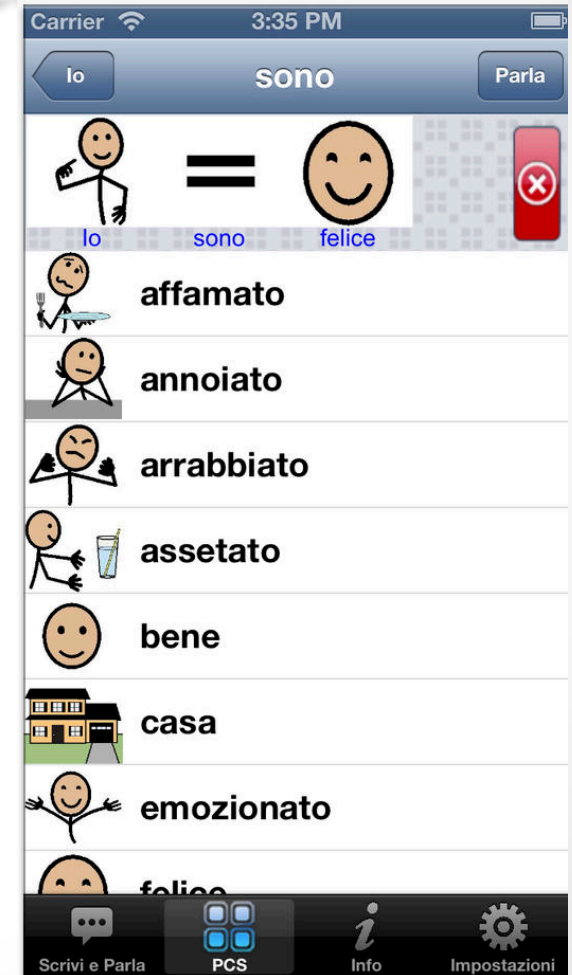 Carrier 3:35 PM
Io sono Parla
Io sono felice
affamato
annoiato
arrabbiato
assetato
bene
casa
emozionato
felice
Scrivi e Parla PCS Info Impostazioni